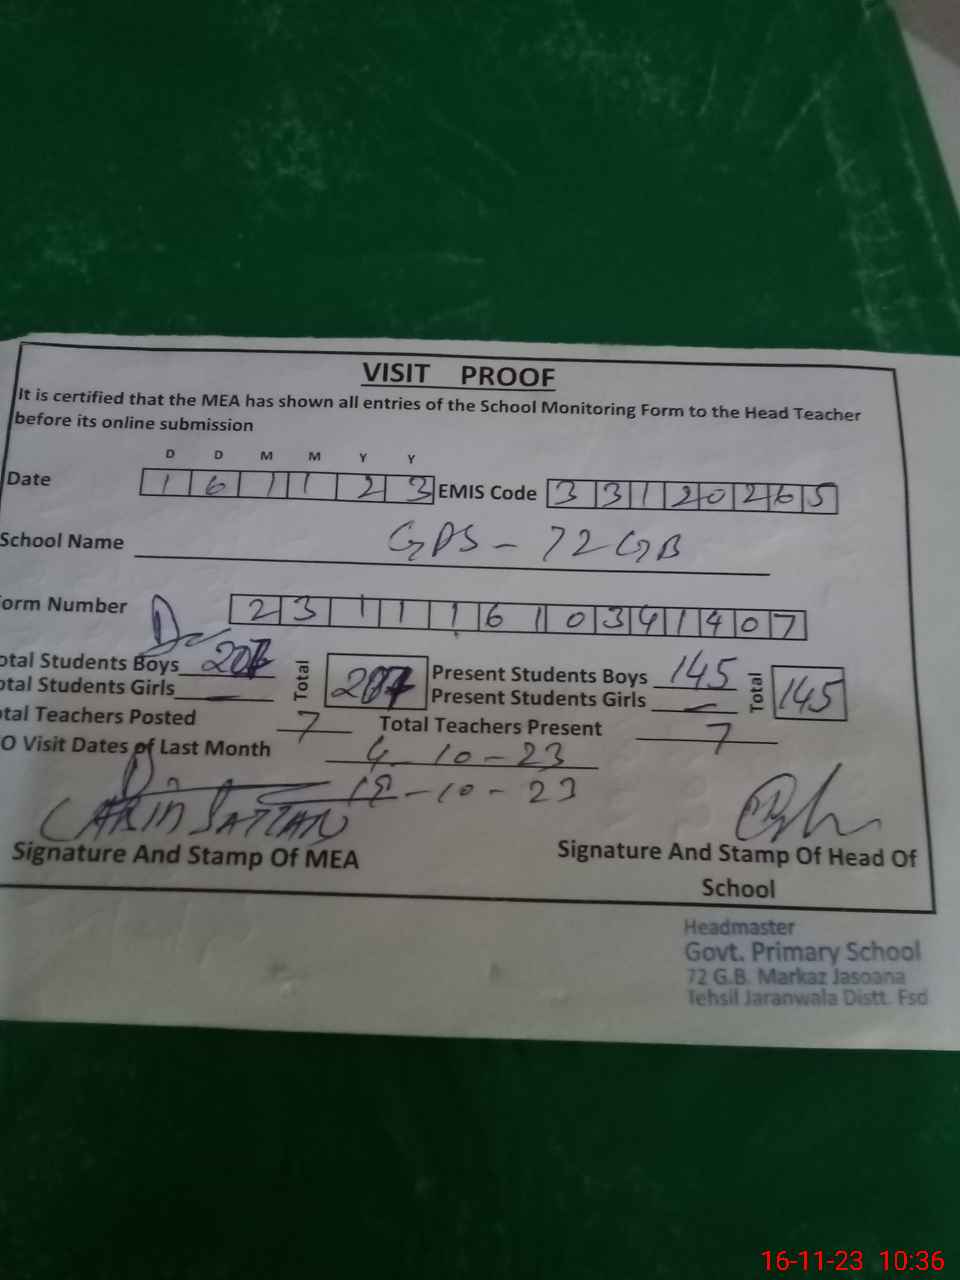 VISIT PROOF
It is certified that the MEA has shown all entries of the School Monitoring Form to the Head Teacher
before its online submission
D D M M Y Y
Date 1 6 1 1 2 3 EMIS Code 3 3 1 2 0 2 6 5
School Name GPS - 72 GB
orm Number 2 3 1 1 1 6 1 0 3 4 1 4 0 7
otal Students Boys 207 Total 207 Present Students Boys 145 Total 145
otal Students Girls Present Students Girls
tal Teachers Posted 7 Total Teachers Present 7
O Visit Dates of Last Month 4-10-23
18-10-23
Signature And Stamp Of MEA
Signature And Stamp Of Head Of
School
Headmaster
Govt. Primary School
72 G.B. Markaz Jasoana
Tehsil Jaranwala Distt. Fsd
16-11-23 10:36